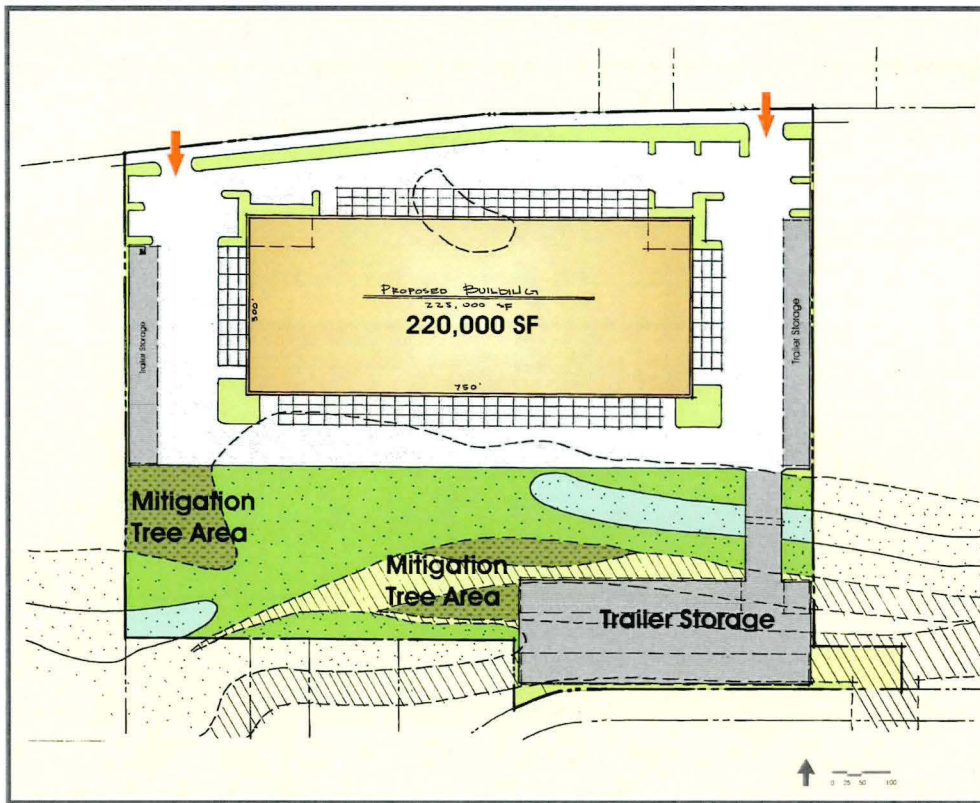 PROPOSED BUILDING
225,000 SF
220,000 SF
300'
750'
Trailer Storage
Trailer Storage
Mitigation
Tree Area
Mitigation
Tree Area
Trailer Storage
0 25 50 100